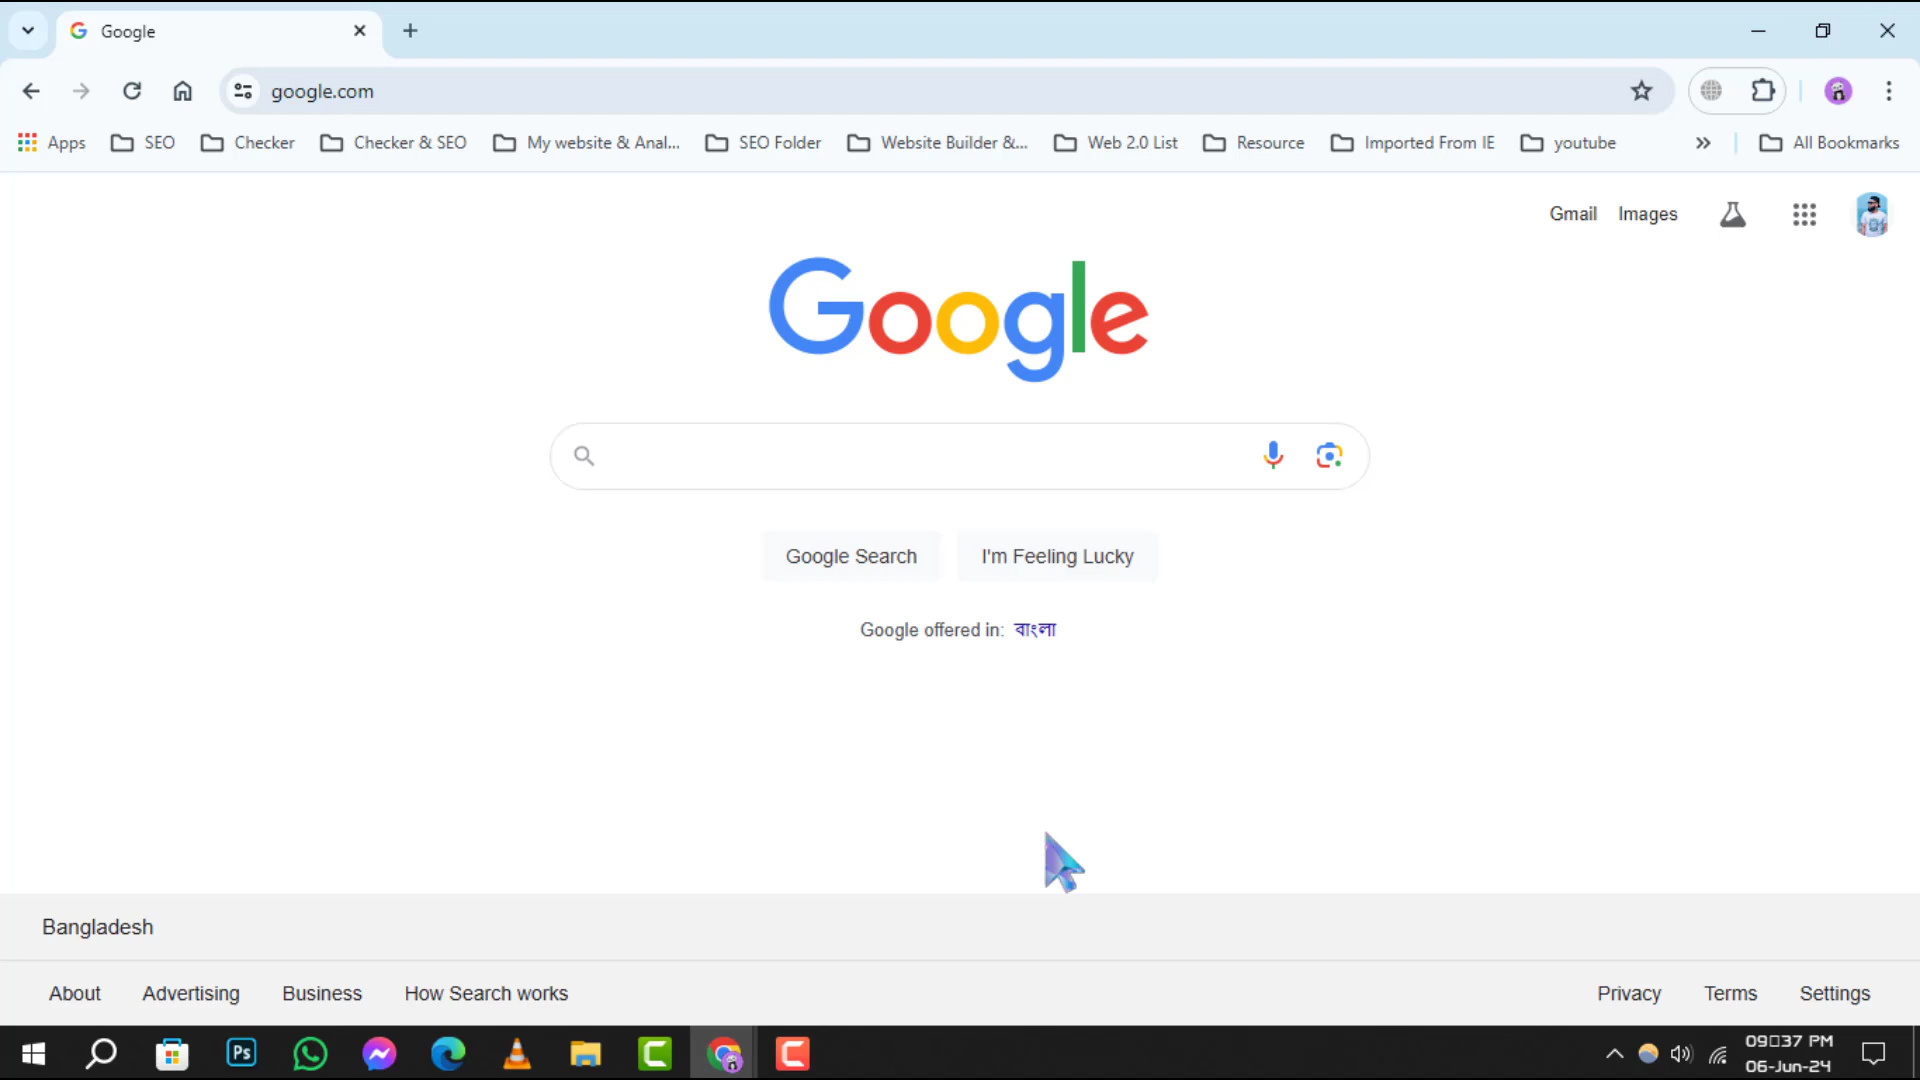 Google
google.com
Apps SEO Checker Checker & SEO My website & Anal... SEO Folder Website Builder &... Web 2.0 List Resource Imported From IE youtube All Bookmarks
Gmail Images
Google
Google Search I'm Feeling Lucky
Google offered in: বাংলা
Bangladesh
About Advertising Business How Search works Privacy Terms Settings
Ps
09□37 PM
06-Jun-24